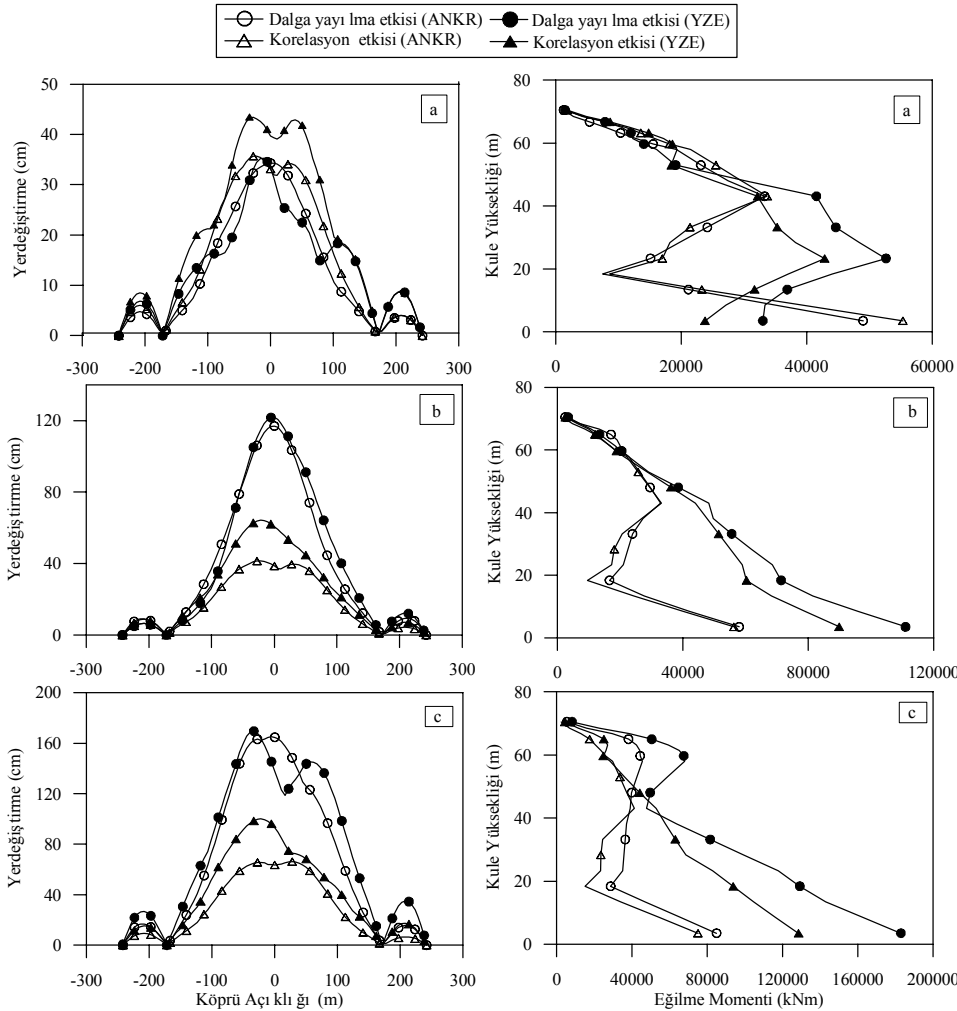 Dalga yayı lma etkisi (ANKR)
Dalga yayı lma etkisi (YZE)
Korelasyon etkisi (ANKR)
Korelasyon etkisi (YZE)
a
Yerdeğiştirme (cm)
50
40
30
20
10
0
-300 -200 -100 0 100 200 300
a
Kule Yüksekliği (m)
80
60
40
20
0
0 20000 40000 60000
b
Yerdeğiştirme (cm)
120
80
40
0
-300 -200 -100 0 100 200 300
b
Kule Yüksekliği (m)
80
60
40
20
0
0 40000 80000 120000
c
Yerdeğiştirme (cm)
200
160
120
80
40
0
-300 -200 -100 0 100 200 300
Köprü Açı klı ğı (m)
c
Kule Yüksekliği (m)
80
60
40
20
0
0 40000 80000 120000 160000 200000
Eğilme Momenti (kNm)